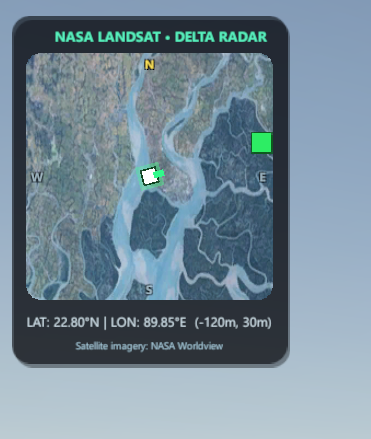 NASA LANDSAT • DELTA RADAR
N
W
E
S
LAT: 22.80°N | LON: 89.85°E (-120m, 30m)
Satellite imagery: NASA Worldview